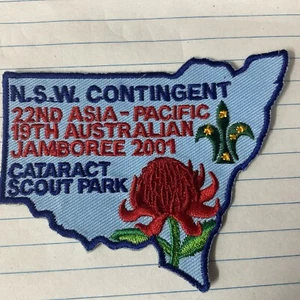 N.S.W. CONTINGENT
22ND ASIA-PACIFIC
19TH AUSTRALIAN
JAMBOREE 2001
CATARACT
SCOUT PARK